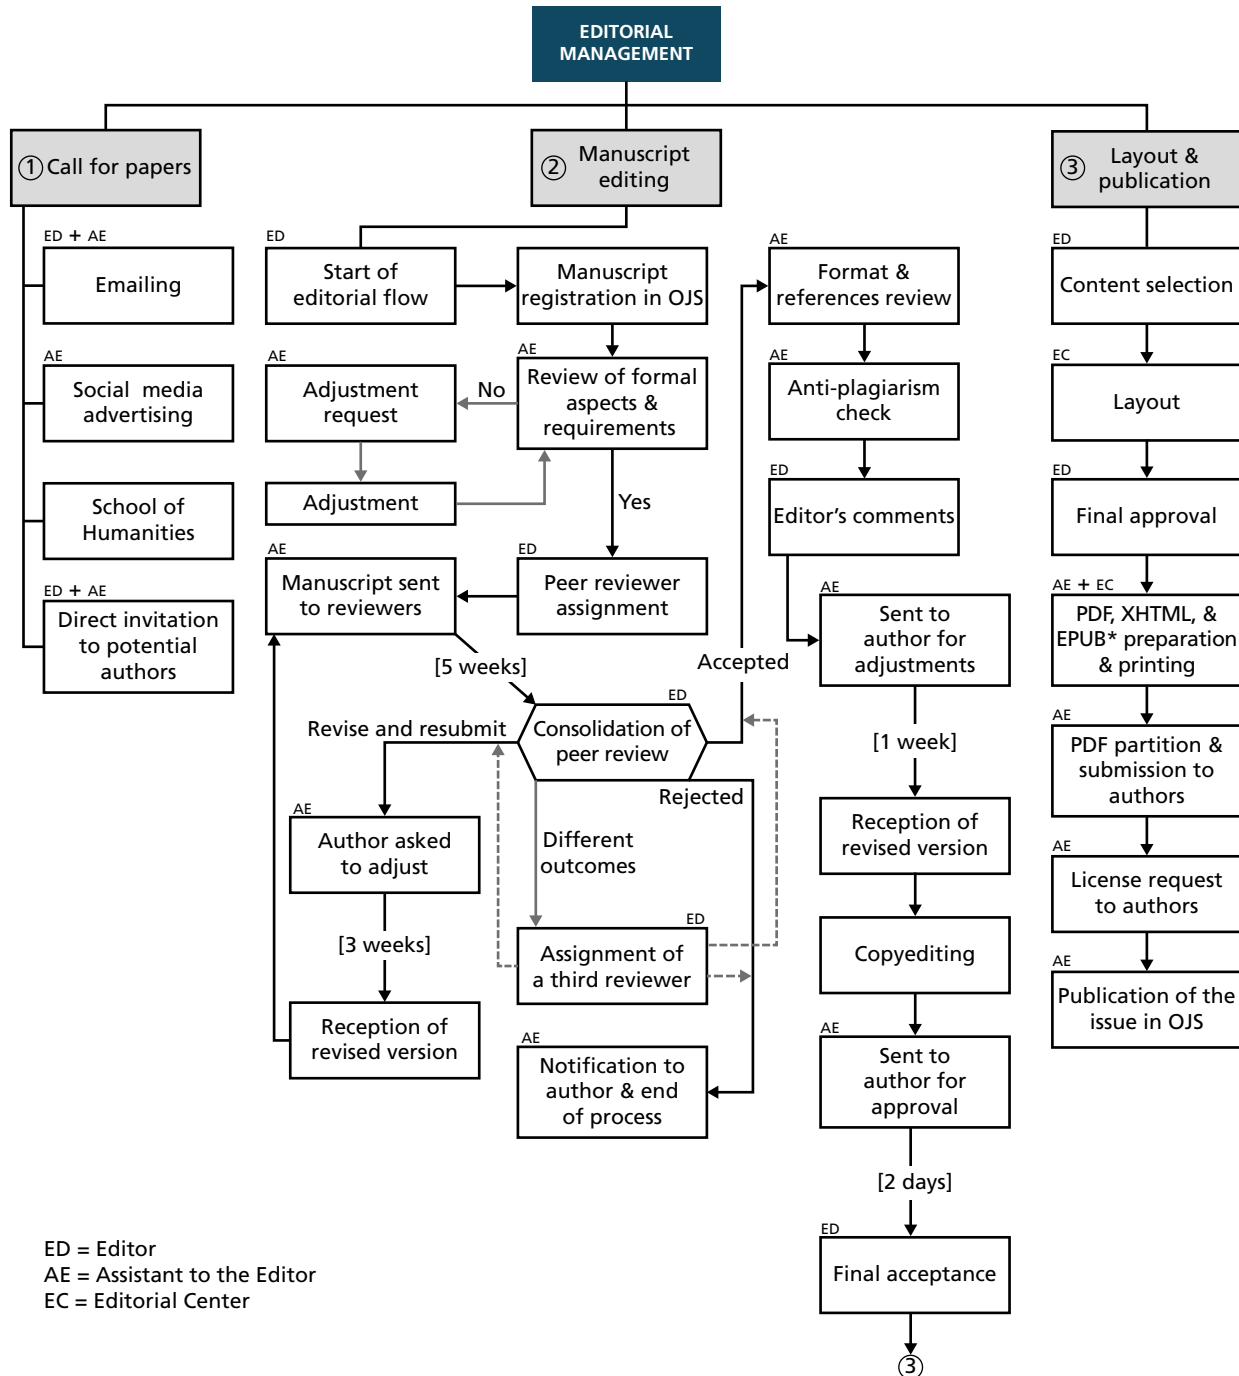 EDITORIAL
MANAGEMENT
① Call for papers
ED + AE
Emailing
AE
Social media
advertising
School of
Humanities
ED + AE
Direct invitation
to potential
authors
② Manuscript
editing
ED
Start of
editorial flow
Manuscript
registration in OJS
AE
Review of formal
aspects &
requirements
No
AE
Adjustment
request
Adjustment
Yes
ED
Peer reviewer
assignment
AE
Manuscript sent
to reviewers
[5 weeks]
ED
Consolidation of
peer review
Revise and resubmit
AE
Author asked
to adjust
[3 weeks]
Reception of
revised version
Different
outcomes
ED
Assignment of
a third reviewer
Rejected
AE
Notification to
author & end
of process
Accepted
AE
Format &
references review
AE
Anti-plagiarism
check
ED
Editor's comments
AE
Sent to
author for
adjustments
[1 week]
Reception of
revised version
Copyediting
AE
Sent to
author for
approval
[2 days]
ED
Final acceptance
③
③ Layout &
publication
ED
Content selection
EC
Layout
ED
Final approval
AE + EC
PDF, XHTML, &
EPUB* preparation
& printing
AE
PDF partition &
submission to
authors
AE
License request
to authors
AE
Publication of the
issue in OJS
ED = Editor
AE = Assistant to the Editor
EC = Editorial Center